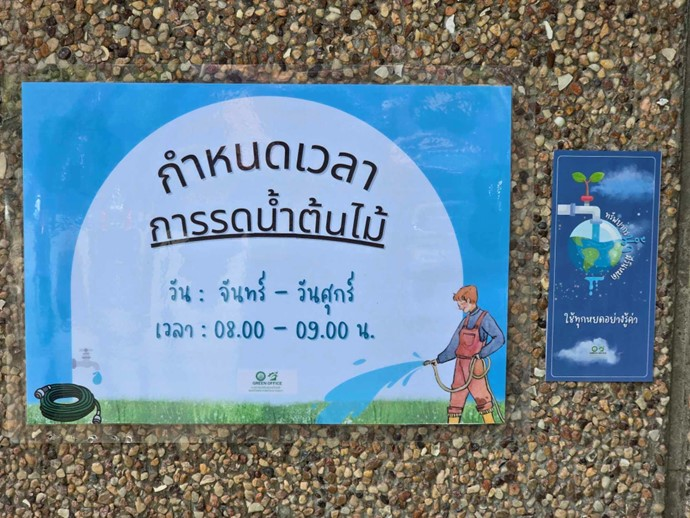 กำหนดเวลา
การรดน้ำต้นไม้
วัน : จันทร์ - วันศุกร์
เวลา : 08.00 - 09.00 น.
GREEN OFFICE
ใช้ทุกหยดอย่างรู้ค่า